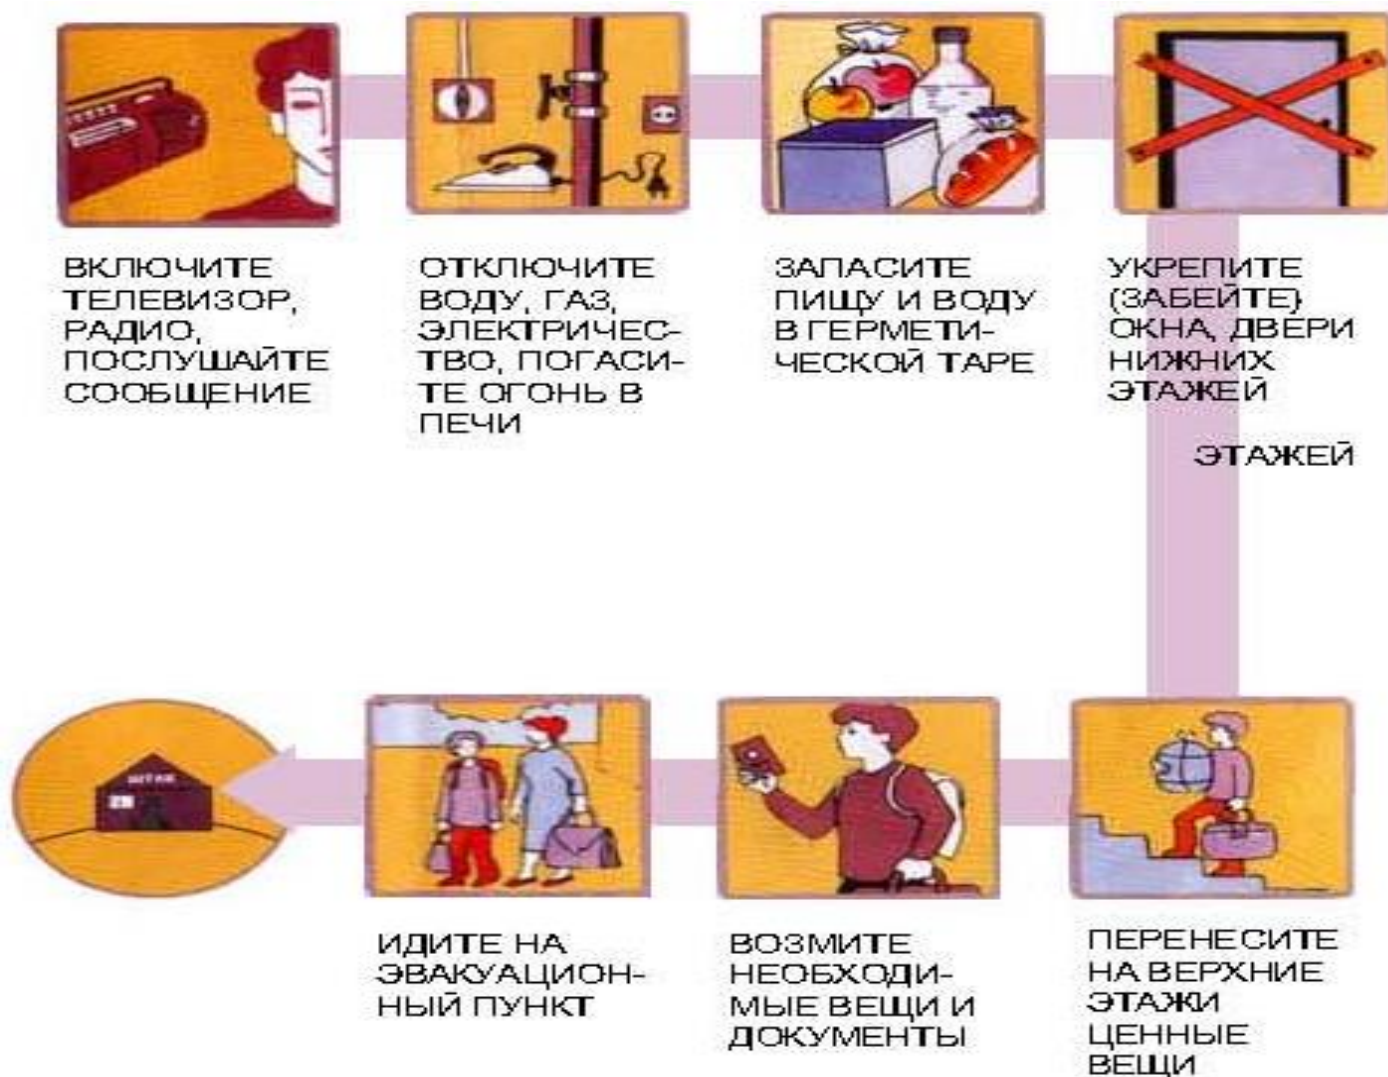 ВКЛЮЧИТЕ
ТЕЛЕВИЗОР,
РАДИО,
ПОСЛУШАЙТЕ
СООБЩЕНИЕ
ОТКЛЮЧИТЕ
ВОДУ, ГАЗ,
ЭЛЕКТРИЧЕС-
ТВО, ПОГАСИ-
ТЕ ОГОНЬ В
ПЕЧИ
ЗАПАСИТЕ
ПИЩУ И ВОДУ
В ГЕРМЕТИ-
ЧЕСКОЙ ТАРЕ
УКРЕПИТЕ
(ЗАБЕЙТЕ)
ОКНА, ДВЕРИ
НИЖНИХ
ЭТАЖЕЙ
ЭТАЖЕЙ
ПЕРЕНЕСИТЕ
НА ВЕРХНИЕ
ЭТАЖИ
ЦЕННЫЕ
ВЕЩИ
ВОЗМИТЕ
НЕОБХОДИ-
МЫЕ ВЕЩИ И
ДОКУМЕНТЫ
ИДИТЕ НА
ЭВАКУАЦИОН-
НЫЙ ПУНКТ